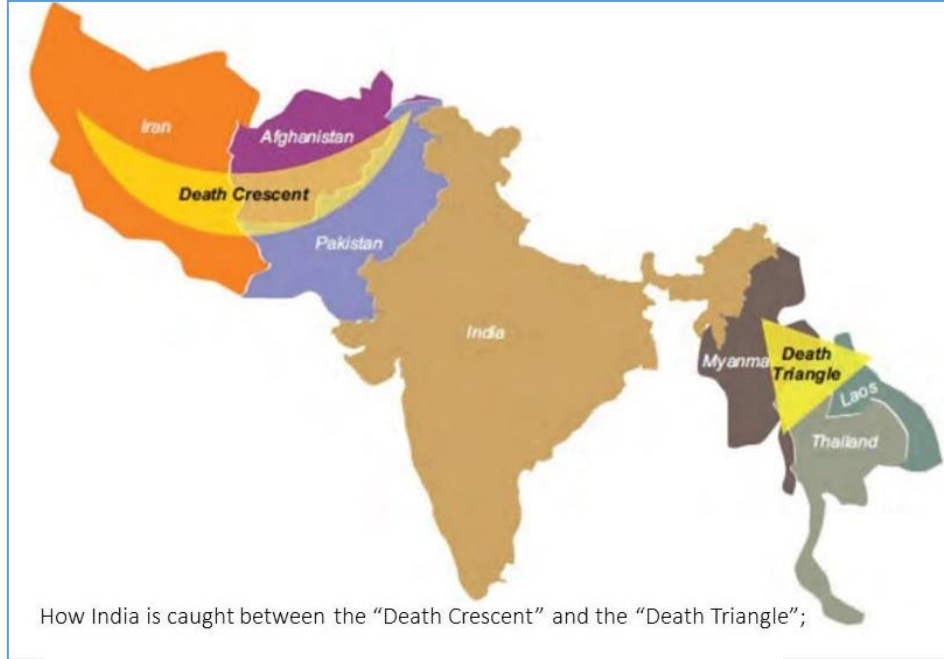 Iran
Afghanistan
Death Crescent
Pakistan
India
Myanma
Death
Triangle
Laos
Thailand
How India is caught between the “Death Crescent” and the “Death Triangle”;